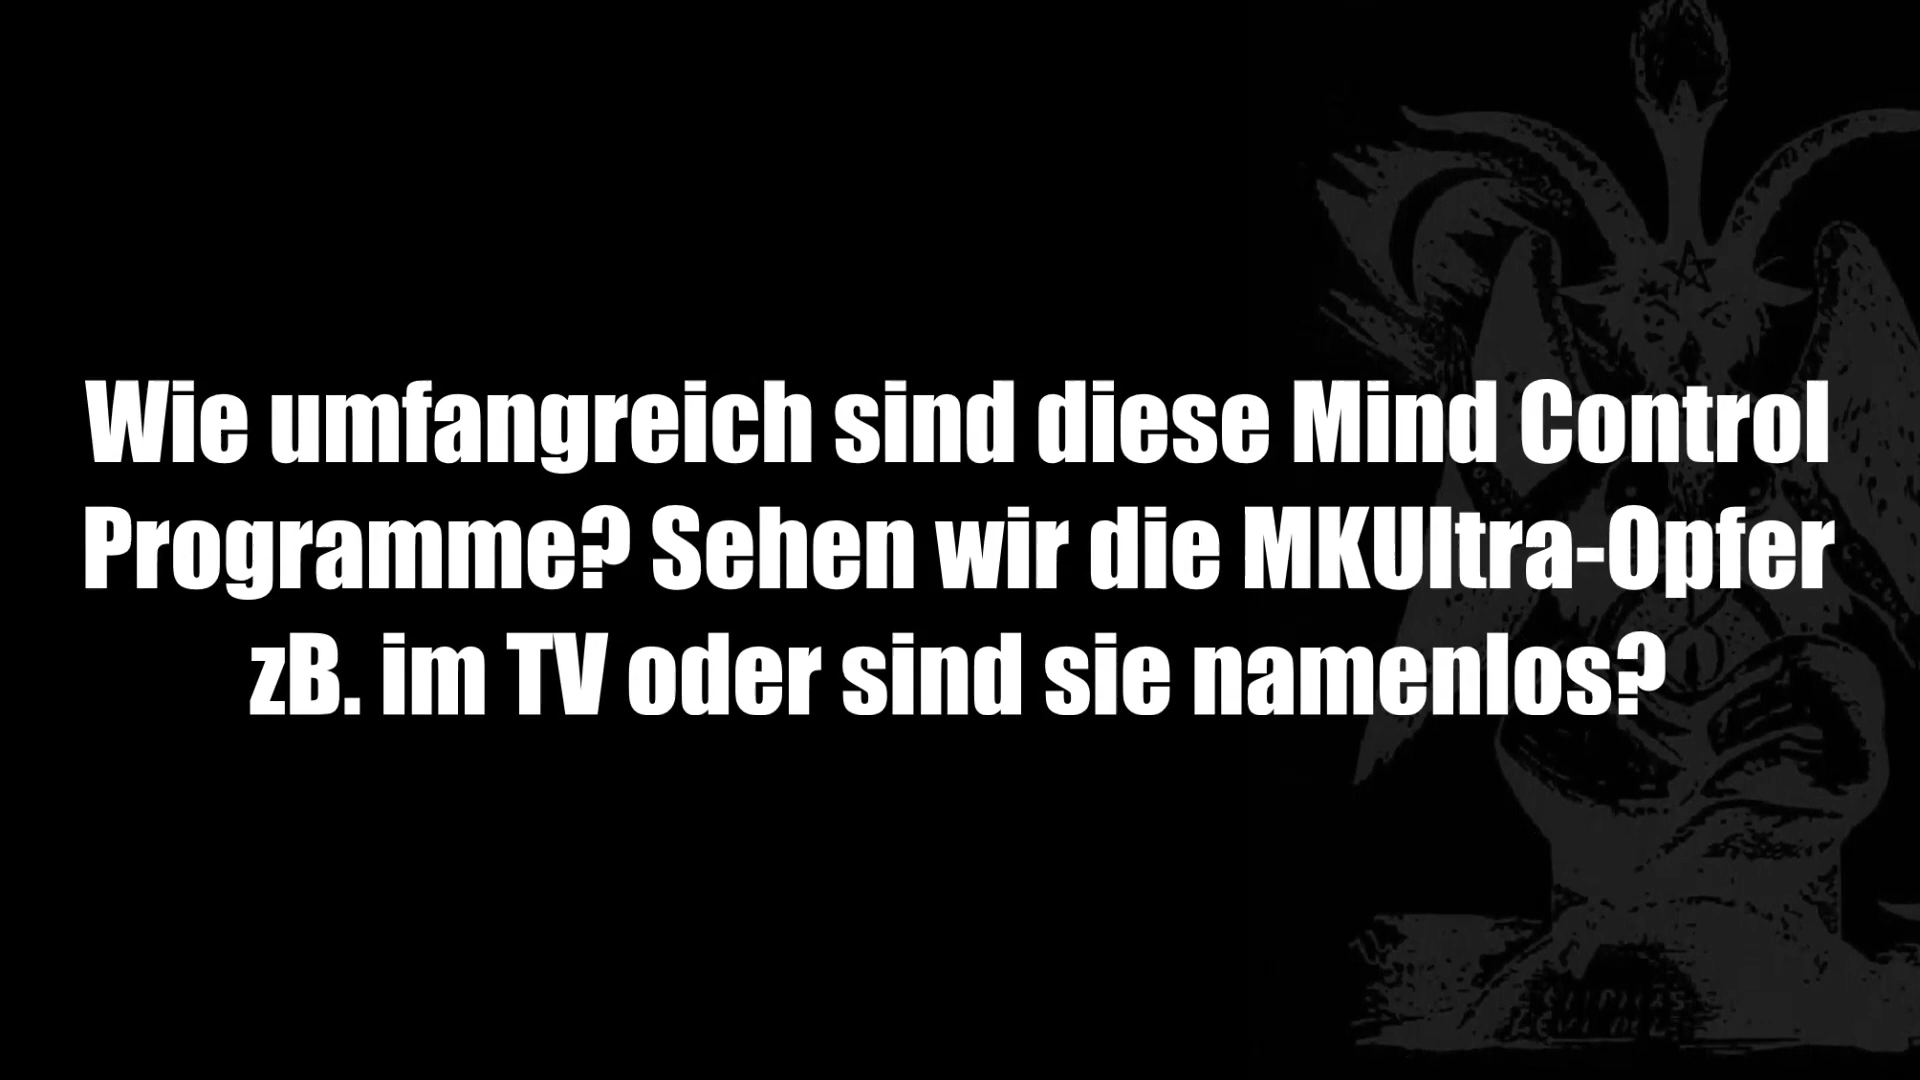 Wie umfangreich sind diese Mind Control
Programme? Sehen wir die MKUltra-Opfer
zB. im TV oder sind sie namenlos?